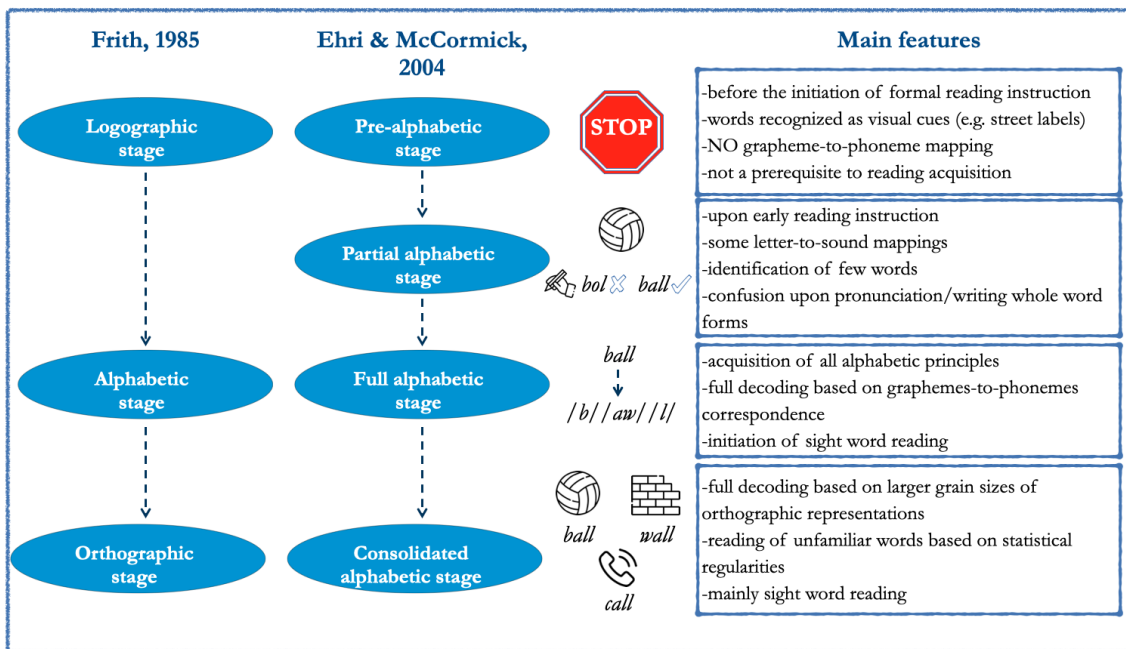 Frith, 1985
Ehri & McCormick,
2004
Main features
Logographic
stage
Pre-alphabetic
stage
STOP
-before the initiation of formal reading instruction
-words recognized as visual cues (e.g. street labels)
-NO grapheme-to-phoneme mapping
-not a prerequisite to reading acquisition
Partial alphabetic
stage
bol ball
-upon early reading instruction
-some letter-to-sound mappings
-identification of few words
-confusion upon pronunciation/writing whole word
forms
Alphabetic
stage
Full alphabetic
stage
ball
/b//aw//l/
-acquisition of all alphabetic principles
-full decoding based on graphemes-to-phonemes
correspondence
-initiation of sight word reading
Orthographic
stage
Consolidated
alphabetic stage
ball wall
call
-full decoding based on larger grain sizes of
orthographic representations
-reading of unfamiliar words based on statistical
regularities
-mainly sight word reading